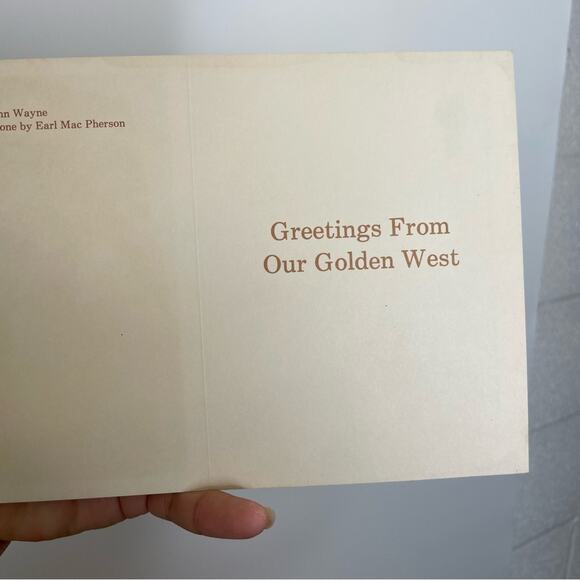 Wayne
by Earl Mac Pherson
Greetings From
Our Golden West